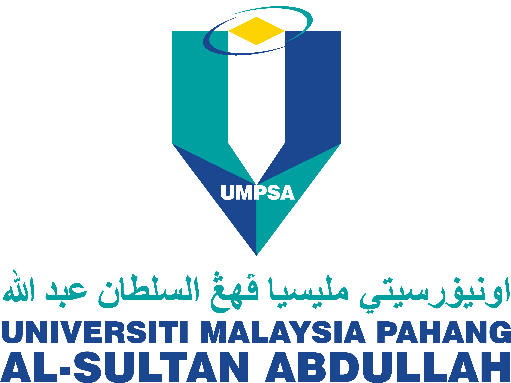 UMPSA
اونيۏرسيتي مليسيا ڤهڠ السلطان عبد الله
UNIVERSITI MALAYSIA PAHANG
AL-SULTAN ABDULLAH